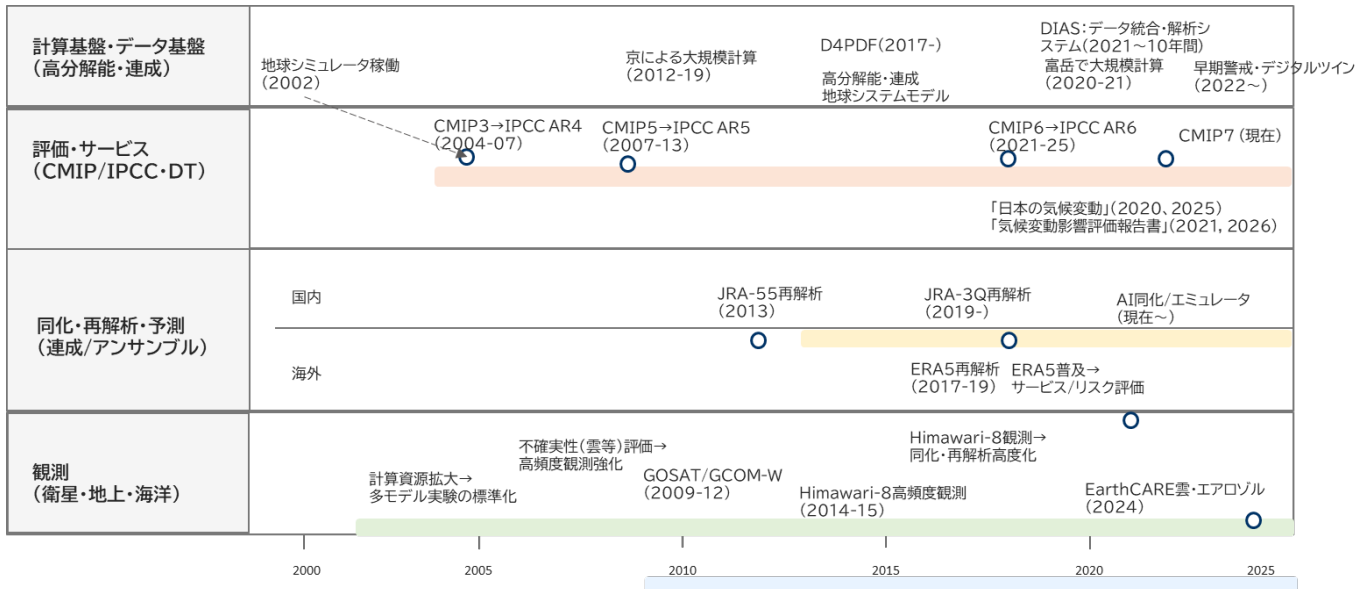 計算基盤・データ基盤
（高分解能・連成）
地球シミュレータ稼働
（2002）
京による大規模計算
（2012-19）
D4PDF（2017-）
高分解能・連成
地球システムモデル
DIAS：データ統合・解析シ
ステム（2021～10年間）
富岳で大規模計算
（2020-21）
早期警戒・デジタルツイン
（2022～）
評価・サービス
（CMIP/IPCC・DT）
CMIP3→IPCC AR4
（2004-07）
CMIP5→IPCC AR5
（2007-13）
CMIP6→IPCC AR6
（2021-25）
CMIP7（現在）
「日本の気候変動」（2020、2025）
「気候変動影響評価報告書」（2021, 2026）
同化・再解析・予測
（連成/アンサンブル）
国内
JRA-55再解析
（2013）
JRA-3Q再解析
（2019-）
AI同化/エミュレータ
（現在～）
海外
ERA5再解析
（2017-19）
ERA5普及→
サービス/リスク評価
観測
（衛星・地上・海洋）
計算資源拡大→
多モデル実験の標準化
不確実性（雲等）評価→
高頻度観測強化
GOSAT/GCOM-W
（2009-12）
Himawari-8高頻度観測
（2014-15）
Himawari-8観測→
同化・再解析高度化
EarthCARE雲・エアロゾル
（2024）
2000
2005
2010
2015
2020
2025